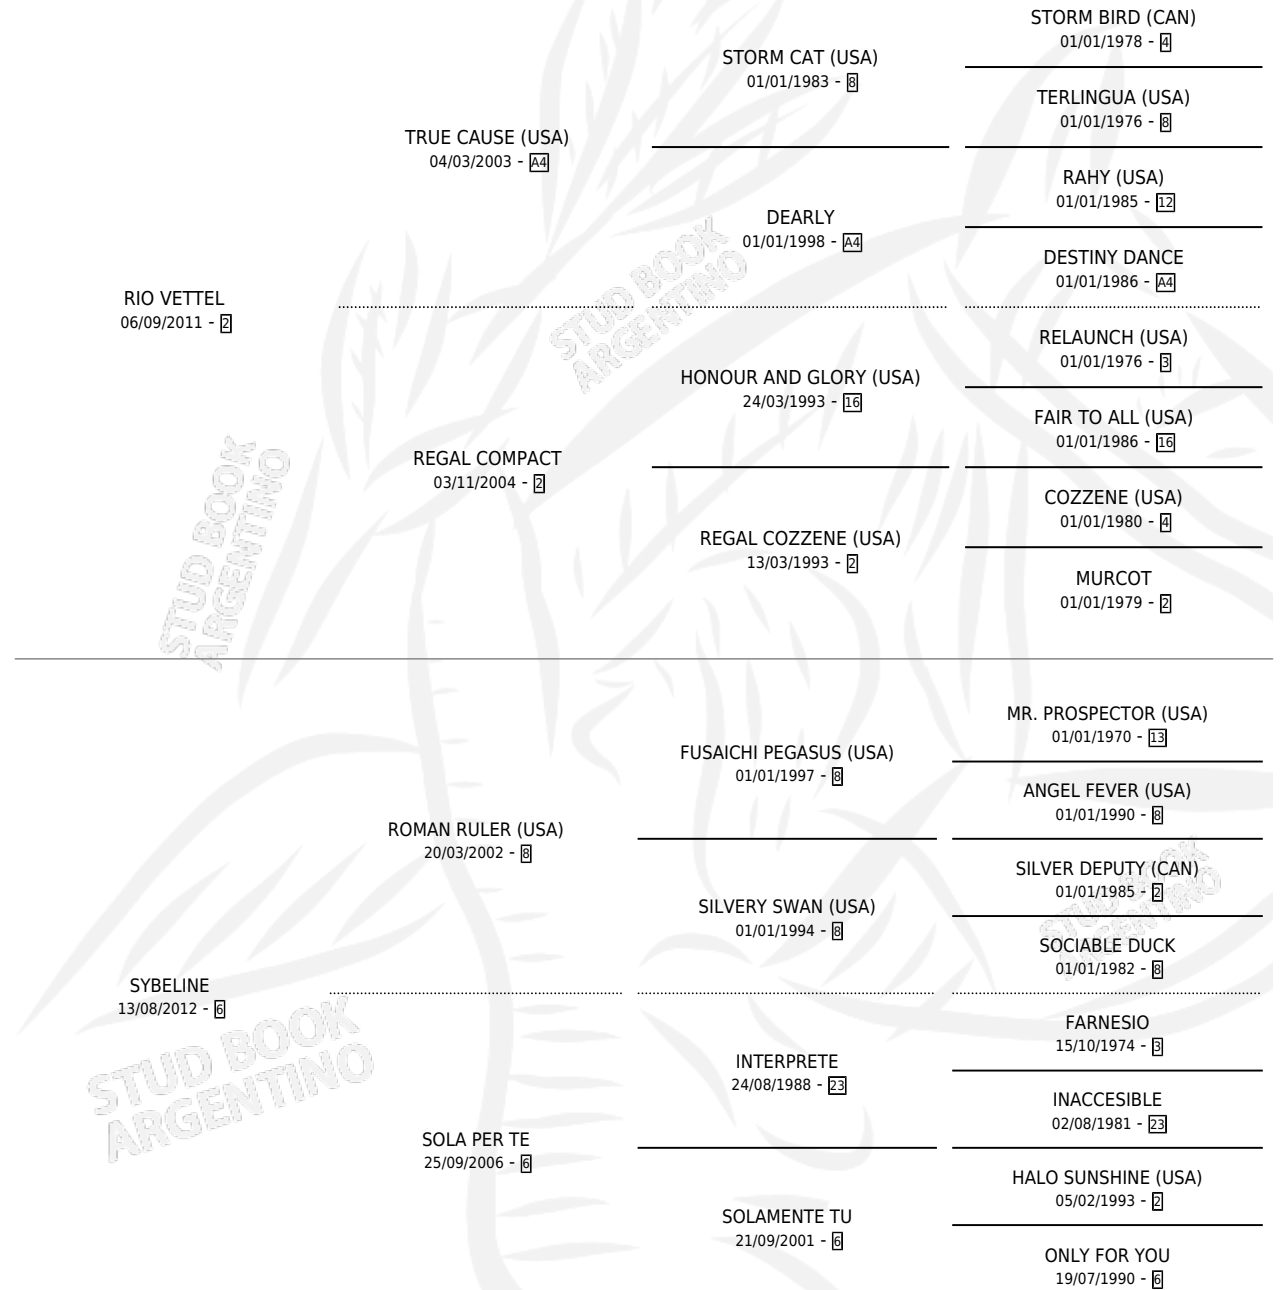 STORM BIRD (CAN)
01/01/1978 - 4
STORM CAT (USA)
01/01/1983 - 8
TERLINGUA (USA)
01/01/1976 - 8
TRUE CAUSE (USA)
04/03/2003 - A4
RAHY (USA)
01/01/1985 - 12
DEARLY
01/01/1998 - A4
DESTINY DANCE
01/01/1986 - A4
RIO VETTEL
06/09/2011 - 2
RELAUNCH (USA)
01/01/1976 - 3
HONOUR AND GLORY (USA)
24/03/1993 - 16
FAIR TO ALL (USA)
01/01/1986 - 16
REGAL COMPACT
03/11/2004 - 2
COZZENE (USA)
01/01/1980 - 4
REGAL COZZENE (USA)
13/03/1993 - 2
MURCOT
01/01/1979 - 2
MR. PROSPECTOR (USA)
01/01/1970 - 13
FUSAICHI PEGASUS (USA)
01/01/1997 - 8
ANGEL FEVER (USA)
01/01/1990 - 8
ROMAN RULER (USA)
20/03/2002 - 8
SILVER DEPUTY (CAN)
01/01/1985 - 2
SILVERY SWAN (USA)
01/01/1994 - 8
SOCIABLE DUCK
01/01/1982 - 8
SYBELINE
13/08/2012 - 6
FARNESIO
15/10/1974 - 3
INTERPRETE
24/08/1988 - 23
INACCESIBLE
02/08/1981 - 23
SOLA PER TE
25/09/2006 - 6
HALO SUNSHINE (USA)
05/02/1993 - 2
SOLAMENTE TU
21/09/2001 - 6
ONLY FOR YOU
19/07/1990 - 6
STUD BOOK
ARGENTINO
STUD BOOK
ARGENTINO
STUD BOOK
ARGENTINO
STUD BOOK
ARGENTINO